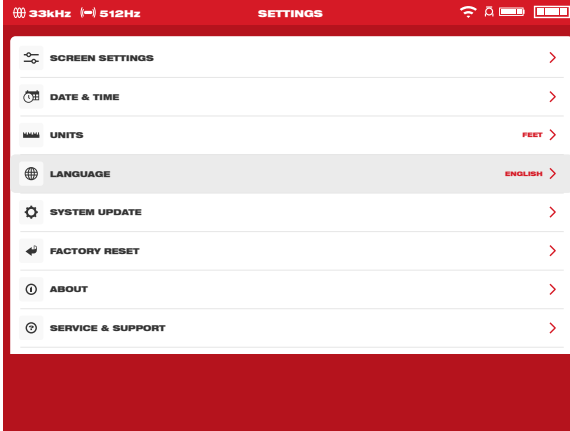 33kHz 512Hz SETTINGS
SCREEN SETTINGS
DATE & TIME
UNITS FEET
LANGUAGE ENGLISH
SYSTEM UPDATE
FACTORY RESET
ABOUT
SERVICE & SUPPORT